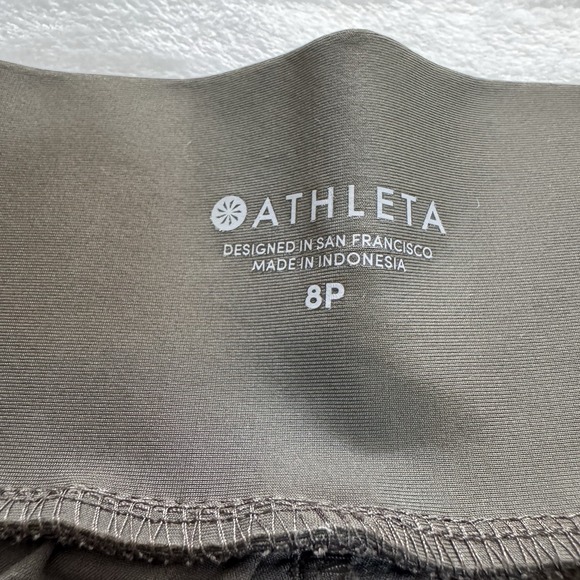 ATHLETA
DESIGNED IN SAN FRANCISCO
MADE IN INDONESIA
8P